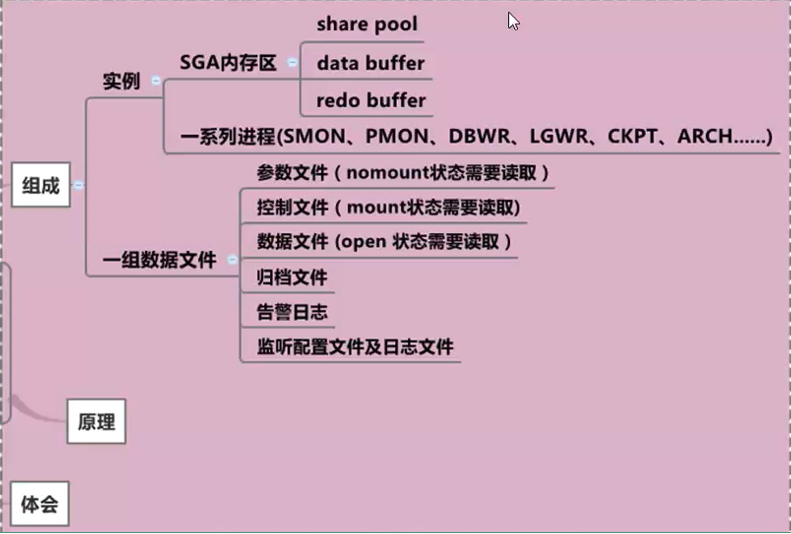 share pool
SGA内存区
data buffer
实例
redo buffer
一系列进程(SMON、PMON、DBWR、LGWR、CKPT、ARCH......)
组成
参数文件（nomount状态需要读取）
控制文件（mount状态需要读取)
数据文件 (open 状态需要读取）
一组数据文件
归档文件
告警日志
监听配置文件及日志文件
原理
体会